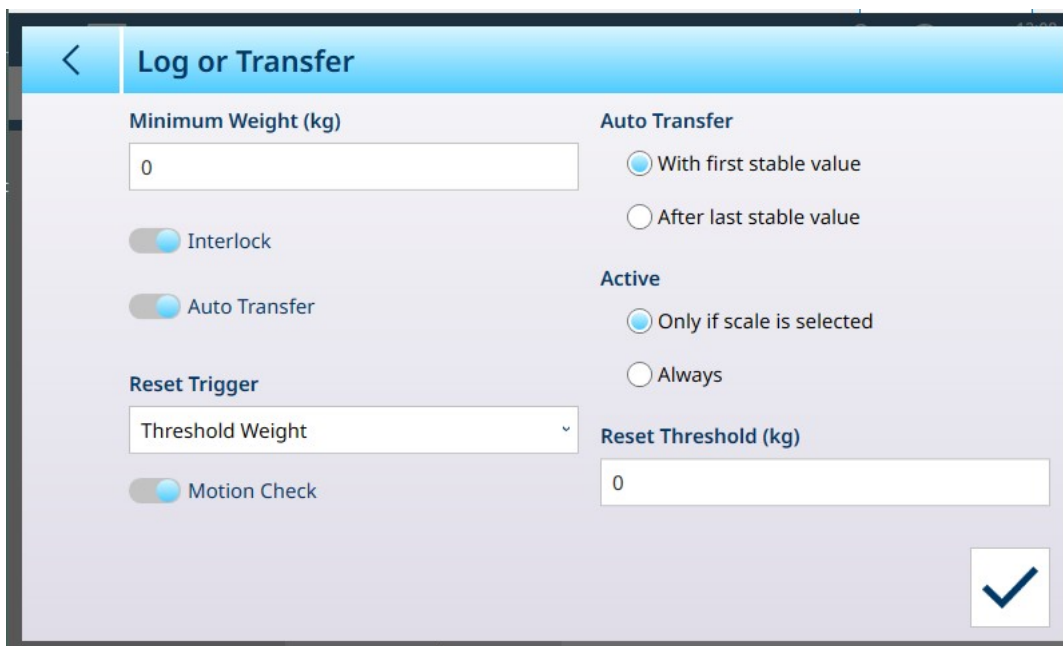 Log or Transfer
Minimum Weight (kg)
0
Interlock
Auto Transfer
Reset Trigger
Threshold Weight
Motion Check
Auto Transfer
With first stable value
After last stable value
Active
Only if scale is selected
Always
Reset Threshold (kg)
0